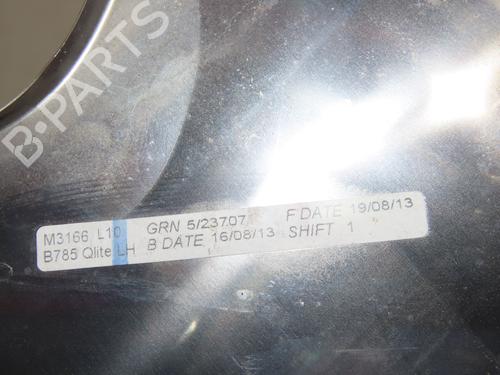 B-PARTS
M3166 L10 GRN 5/23707 F DATE 19/08/13
B785 Qlite LH B DATE 16/08/13 SHIFT 1